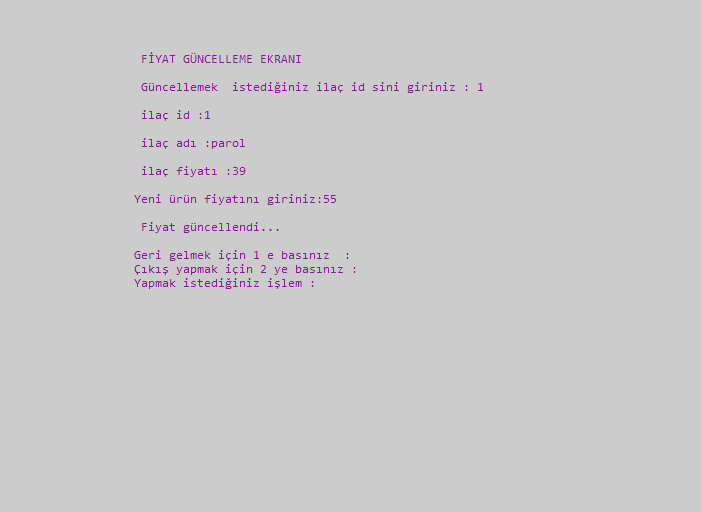 FİYAT GÜNCELLEME EKRANI
Güncellemek  istediğiniz ilaç id sini giriniz : 1
ilaç id :1
ilaç adı :parol
ilaç fiyatı :39
Yeni ürün fiyatını giriniz:55
Fiyat güncellendi...
Geri gelmek için 1 e basınız  :
Çıkış yapmak için 2 ye basınız :
Yapmak istediğiniz işlem :